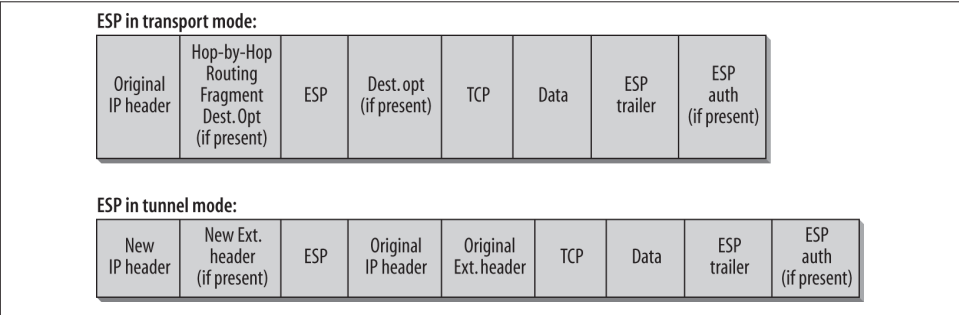 ESP in transport mode:
Original
IP header
Hop-by-Hop
Routing
Fragment
Dest. Opt
(if present)
ESP
Dest. opt
(if present)
TCP
Data
ESP
trailer
ESP
auth
(if present)
ESP in tunnel mode:
New
IP header
New Ext.
header
(if present)
ESP
Original
IP header
Original
Ext. header
TCP
Data
ESP
trailer
ESP
auth
(if present)